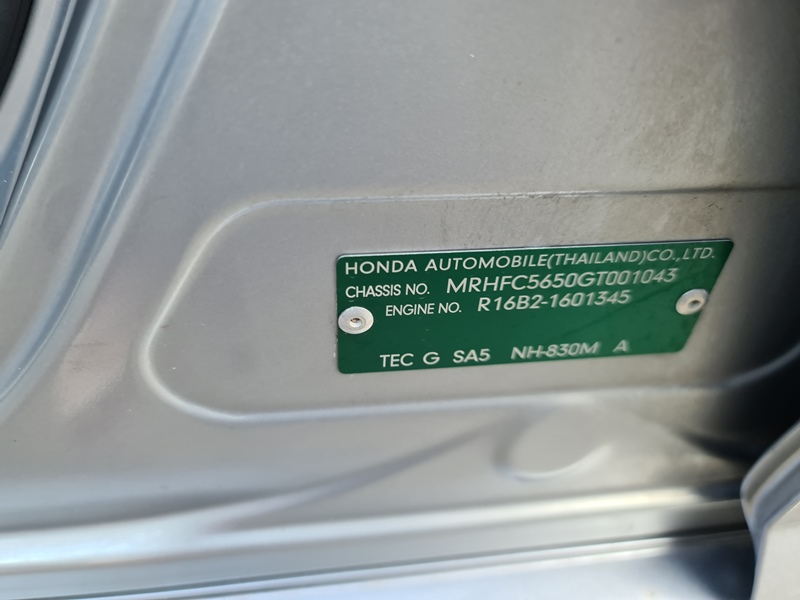 HONDA AUTOMOBILE(THAILAND)CO.,LTD.
CHASSIS NO. MRHFC5650GT001043
ENGINE NO. R16B2-1601345
TEC G SA5 NH-830M A